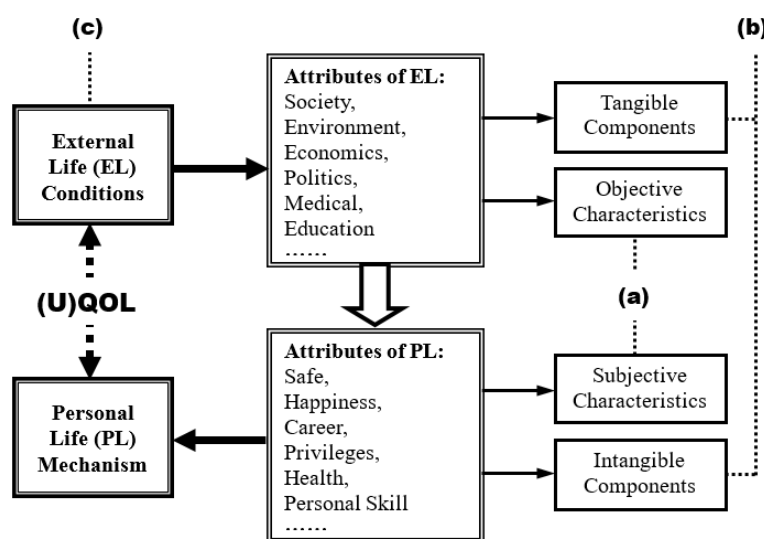 (c)
(b)
External
Life (EL)
Conditions
Attributes of EL:
Society,
Environment,
Economics,
Politics,
Medical,
Education
......
Tangible
Components
Objective
Characteristics
(U)QOL
(a)
Personal
Life (PL)
Mechanism
Attributes of PL:
Safe,
Happiness,
Career,
Privileges,
Health,
Personal Skill
......
Subjective
Characteristics
Intangible
Components